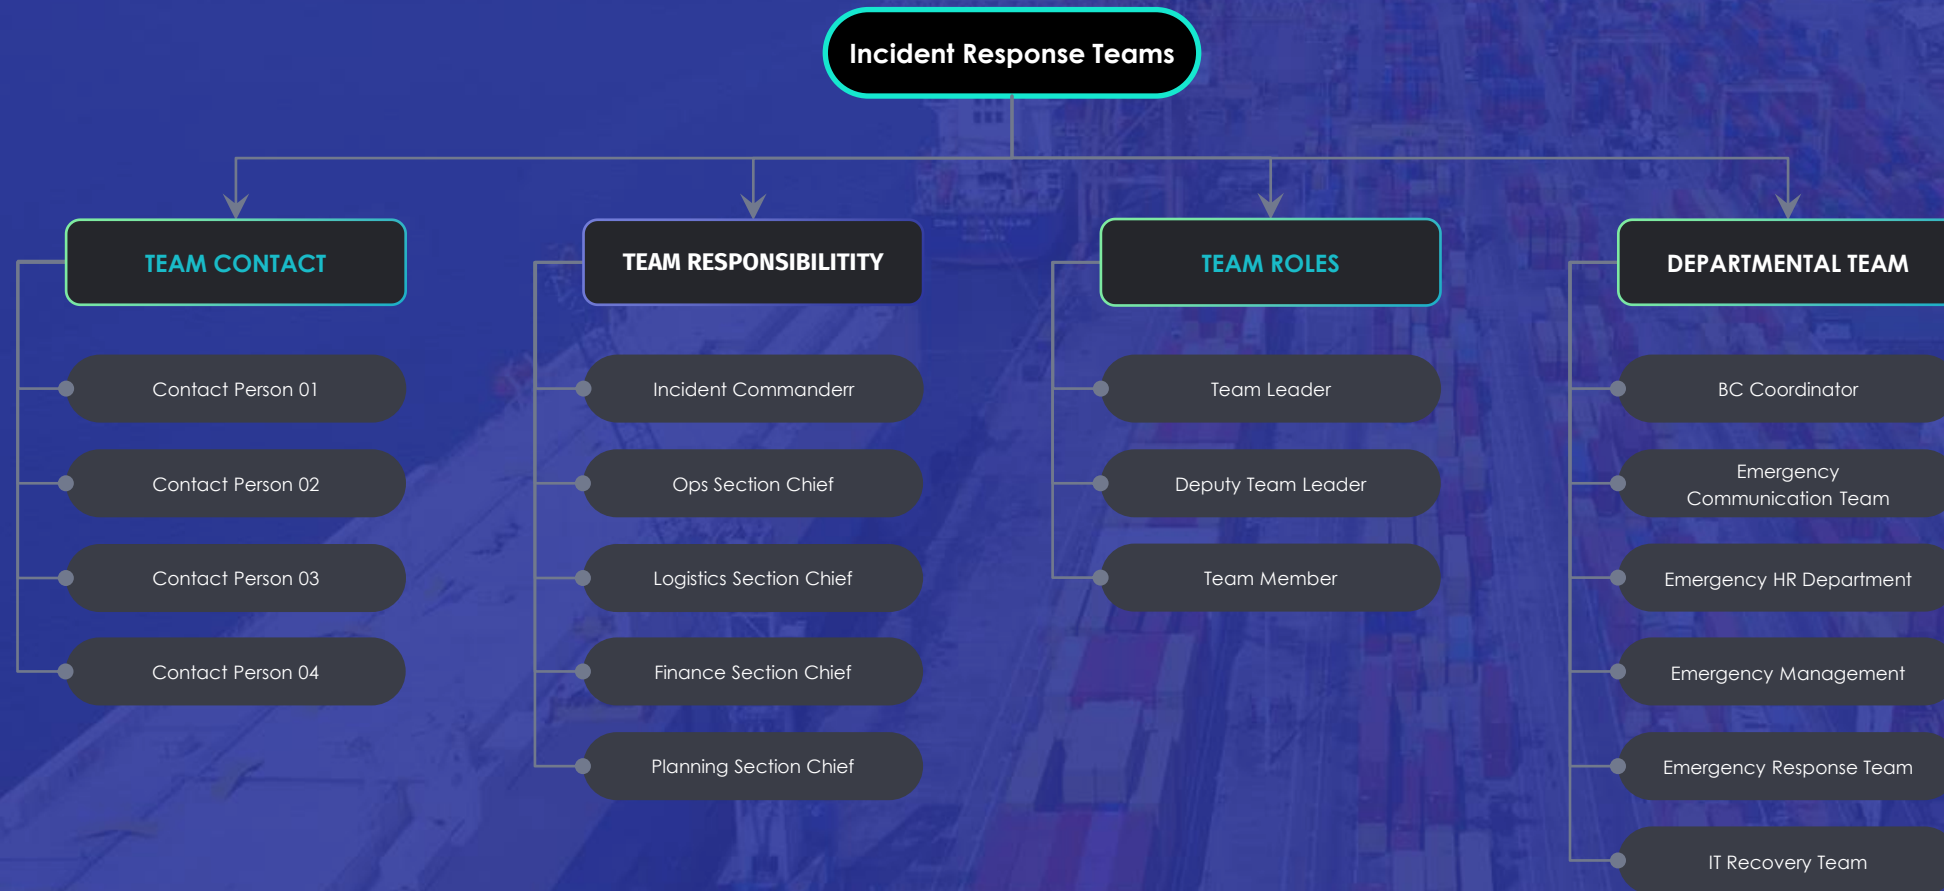 Incident Response Teams
TEAM CONTACT
Contact Person 01
Contact Person 02
Contact Person 03
Contact Person 04
TEAM RESPONSIBILITITY
Incident Commanderr
Ops Section Chief
Logistics Section Chief
Finance Section Chief
Planning Section Chief
TEAM ROLES
Team Leader
Deputy Team Leader
Team Member
DEPARTMENTAL TEAM
BC Coordinator
Emergency
Communication Team
Emergency HR Department
Emergency Management
Emergency Response Team
IT Recovery Team